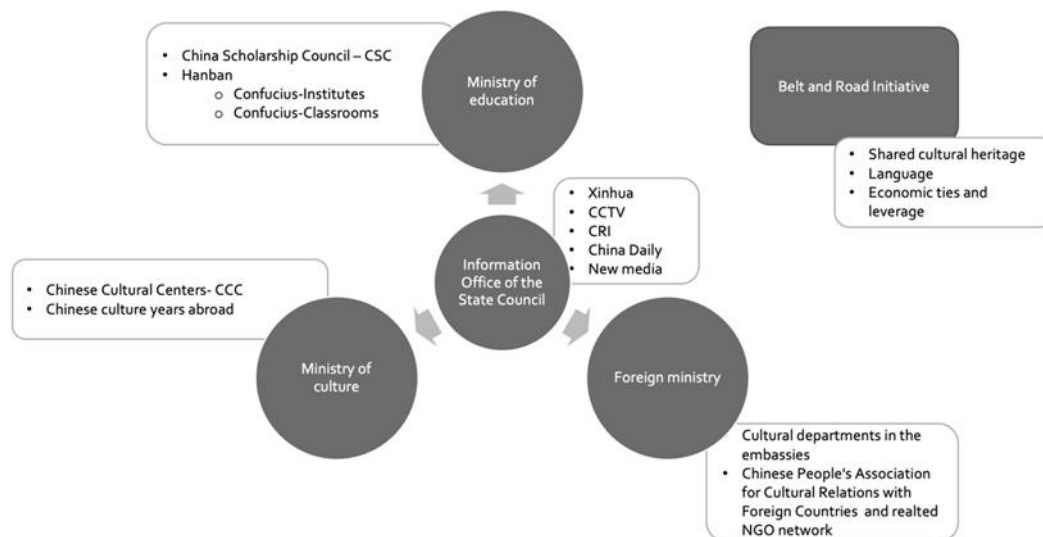 • China Scholarship Council – CSC
• Hanban
o Confucius-Institutes
o Confucius-Classrooms
Ministry of
education
Belt and Road Initiative
• Shared cultural heritage
• Language
• Economic ties and
leverage
• Xinhua
• CCTV
• CRI
• China Daily
• New media
Information
Office of the
State Council
• Chinese Cultural Centers- CCC
• Chinese culture years abroad
Ministry of
culture
Foreign ministry
Cultural departments in the
embassies
• Chinese People's Association
for Cultural Relations with
Foreign Countries and realted
NGO network